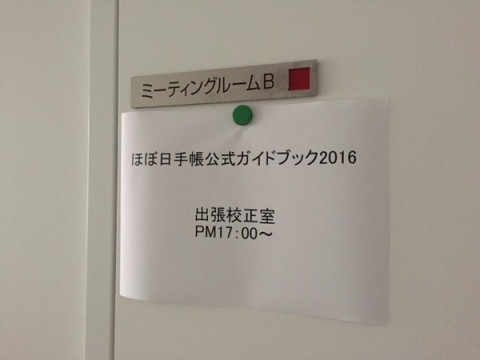 ミーティングルームB
ほぼ日手帳公式ガイドブック2016
出張校正室
PM17:00～